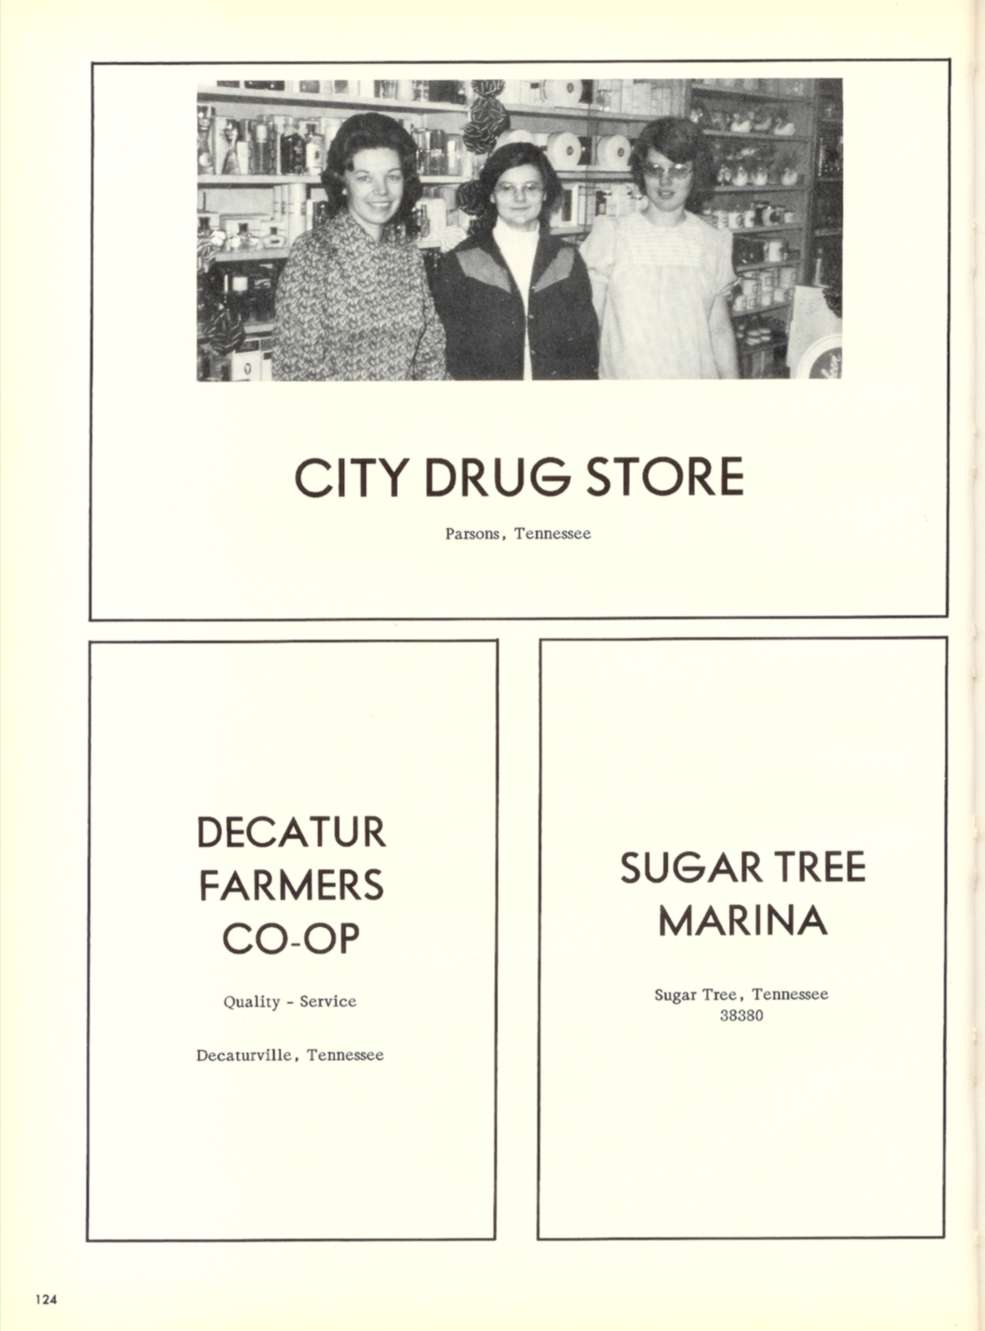 CITY DRUG STORE
Parsons, Tennessee
DECATUR
FARMERS
CO-OP
Quality - Service
Decaturville, Tennessee
SUGAR TREE
MARINA
Sugar Tree, Tennessee
38380
124